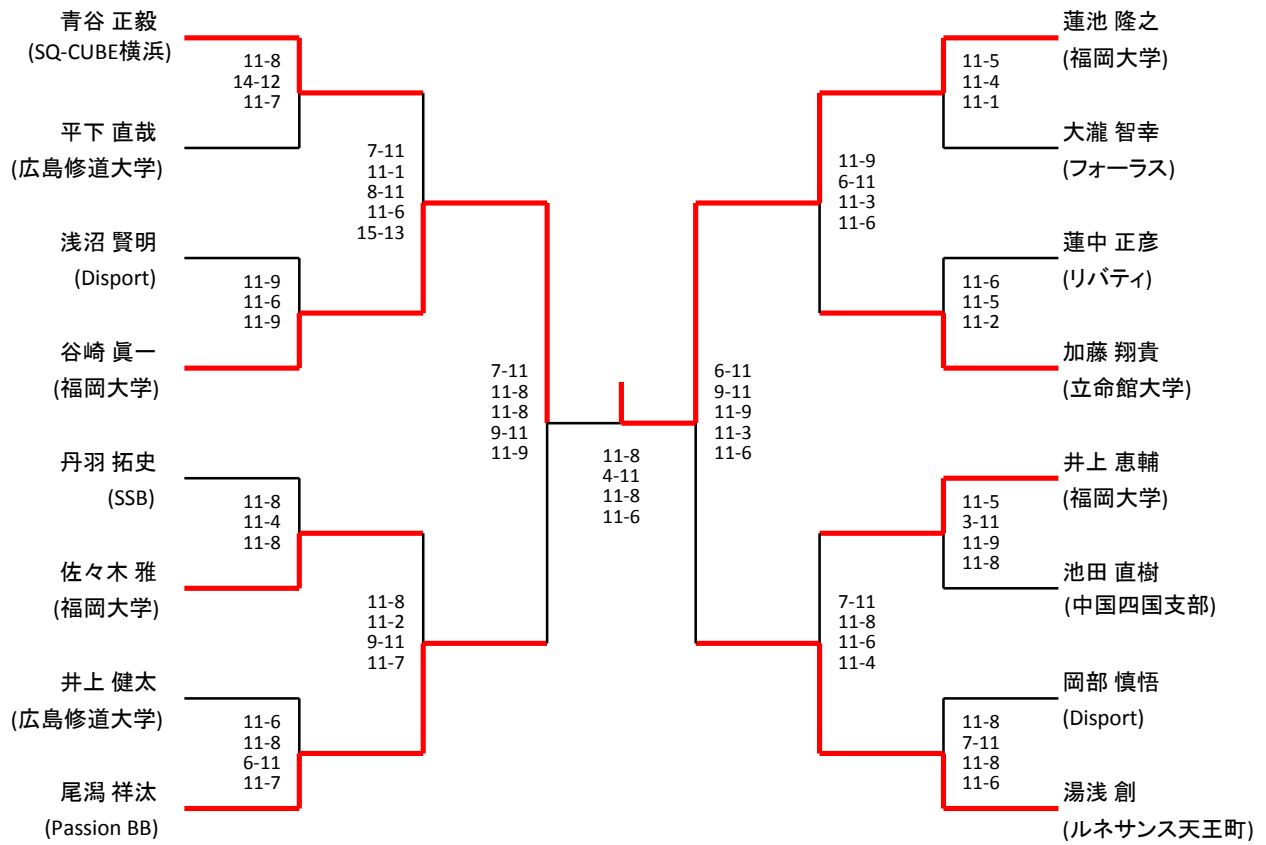 青谷 正毅
(SQ-CUBE横浜)
11-8
14-12
11-7
平下 直哉
(広島修道大学)
7-11
11-1
8-11
11-6
15-13
浅沼 賢明
(Disport)
11-9
11-6
11-9
谷崎 眞一
(福岡大学)
7-11
11-8
11-8
9-11
11-9
丹羽 拓史
(SSB)
11-8
11-4
11-8
佐々木 雅
(福岡大学)
11-8
11-2
9-11
11-7
井上 健太
(広島修道大学)
11-6
11-8
6-11
11-7
尾潟 祥汰
(Passion BB)
11-8
4-11
11-8
11-6
蓮池 隆之
(福岡大学)
11-5
11-4
11-1
大瀧 智幸
(フォーラス)
11-9
6-11
11-3
11-6
蓮中 正彦
(リバティ)
11-6
11-5
11-2
加藤 翔貴
(立命館大学)
6-11
9-11
11-9
11-3
11-6
井上 恵輔
(福岡大学)
11-5
3-11
11-9
11-8
池田 直樹
(中国四国支部)
7-11
11-8
11-6
11-4
岡部 慎悟
(Disport)
11-8
7-11
11-8
11-6
湯浅 創
(ルネサンス天王町)